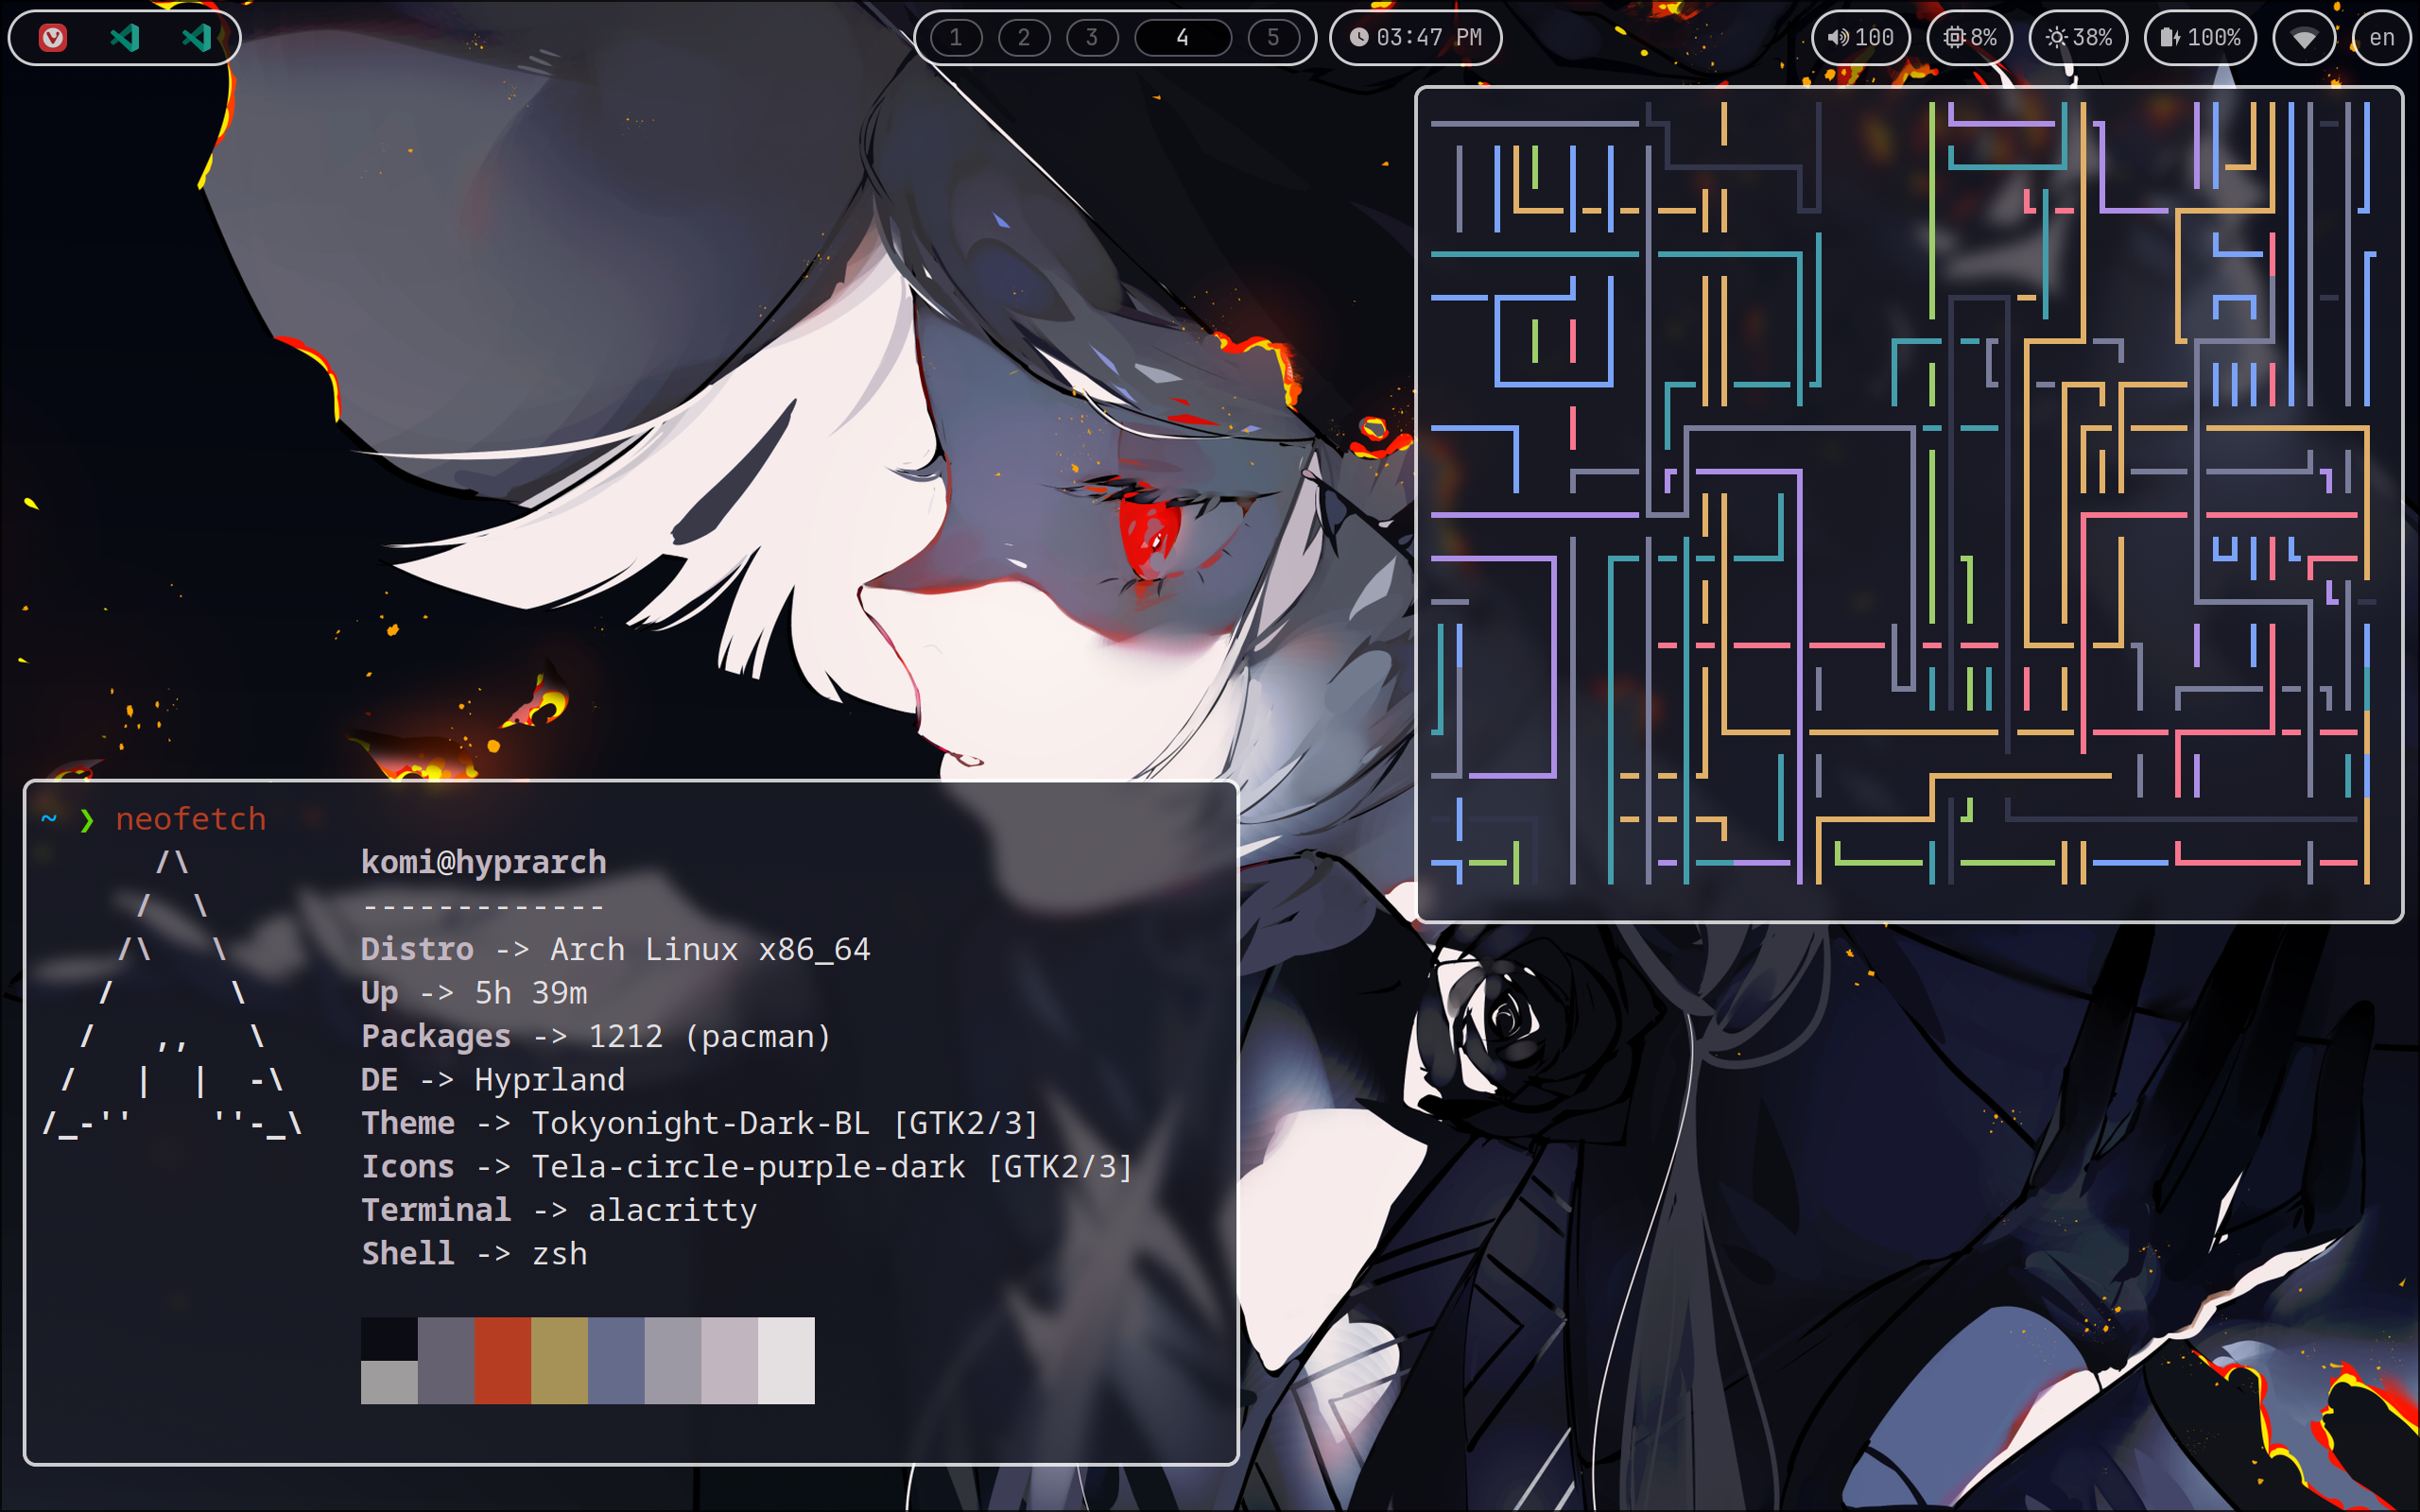 1 2 3 4 5 03:47 PM 100 8% 38% 100% en
~ ❯ neofetch
komi@hyprarch
-------------
Distro -> Arch Linux x86_64
Up -> 5h 39m
Packages -> 1212 (pacman)
DE -> Hyprland
Theme -> Tokyonight-Dark-BL [GTK2/3]
Icons -> Tela-circle-purple-dark [GTK2/3]
Terminal -> alacritty
Shell -> zsh